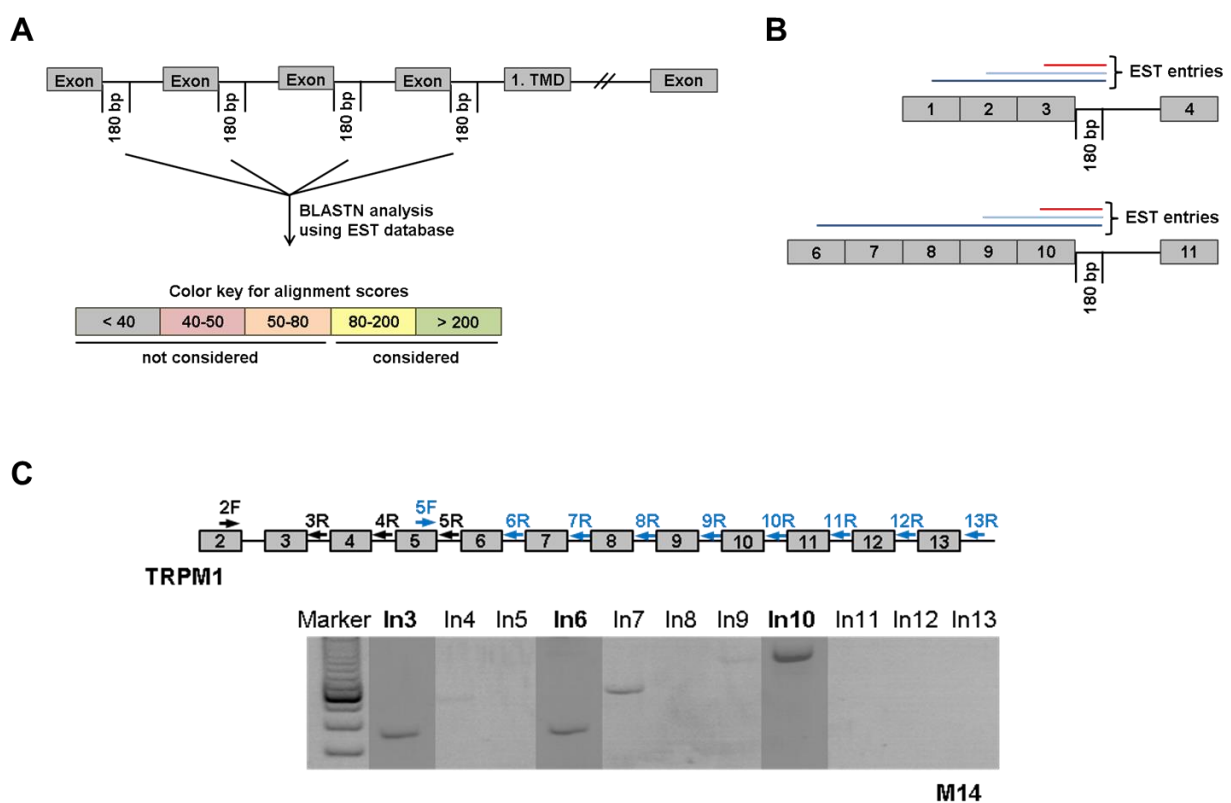 A
Exon Exon Exon Exon 1. TMD Exon
180 bp 180 bp 180 bp 180 bp
BLASTN analysis
using EST database
Color key for alignment scores
< 40 40-50 50-80 80-200 > 200
not considered considered
B
EST entries
1 2 3 4
180 bp
EST entries
6 7 8 9 10 11
180 bp
C
2F 3R 4R 5F 5R 6R 7R 8R 9R 10R 11R 12R 13R
2 3 4 5 6 7 8 9 10 11 12 13
TRPM1
Marker In3 In4 In5 In6 In7 In8 In9 In10 In11 In12 In13
M14